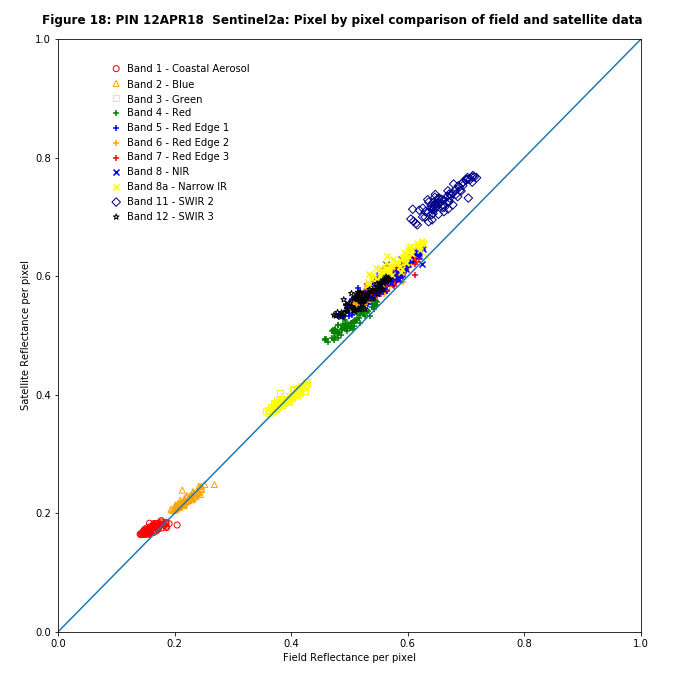 Figure 18: PIN 12APR18  Sentinel2a: Pixel by pixel comparison of field and satellite data
1.0
0.8
0.6
0.4
0.2
0.0
Satellite Reflectance per pixel
Band 1 - Coastal Aerosol
Band 2 - Blue
Band 3 - Green
Band 4 - Red
Band 5 - Red Edge 1
Band 6 - Red Edge 2
Band 7 - Red Edge 3
Band 8 - NIR
Band 8a - Narrow IR
Band 11 - SWIR 2
Band 12 - SWIR 3
0.0 0.2 0.4 0.6 0.8 1.0
Field Reflectance per pixel